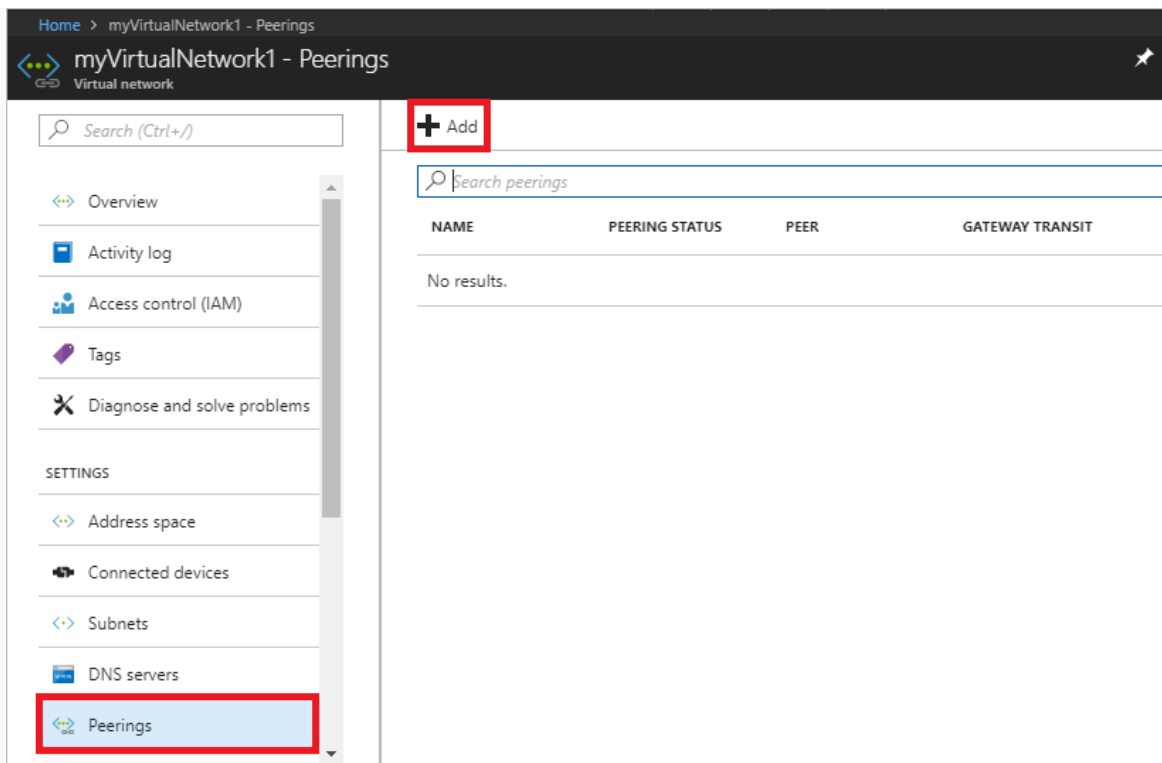 Home > myVirtualNetwork1 - Peerings
myVirtualNetwork1 - Peerings
Virtual network
Search (Ctrl+/)
Overview
Activity log
Access control (IAM)
Tags
Diagnose and solve problems
SETTINGS
Address space
Connected devices
Subnets
DNS servers
Peerings
Add
Search peerings
NAME PEERING STATUS PEER GATEWAY TRANSIT
No results.